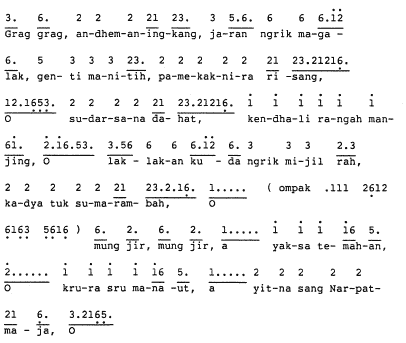 3. 6. 2 2 2 21 23. 3 5.6. 6 6 6.i̇2̇
Grag grag, an-dhem-an-ing-kang, ja-ran ngrik ma-ga -
6. 5 3 3 3 23. 2 2 2 2 2 21 23.21216.
lak, gen- ti ma-ni-tih, pa-me-kak-ni-ra ri -sang,
12.1653. 2 2 2 2 21 23.21216. i i i i i i
O su-dar-sa-na da- hat, ken-dha-li ra-ngah man-
61. 2.16.53. 3.56 6 6 6.12 6. 3 3 3 2.3
jing, O lak -lak-an ku - da ngrik mi-jil rah,
2 2 2 2 2 21 23.2.16. 1..... ( ompak .111 2612
ka-dya tuk su-ma-ram- bah, O
6163 5616 ) 6. 2. 6. 2. 1..... i i i 16 5.
mung jir, mung jir, a yak-sa te- mah-an,
2...... i i i i 16 5. 1..... 2 2 2 2 2
O kru-ra sru ma-na -ut, a yit-na sang Nar-pat-
21 6. 3.2165.
ma - ja, O